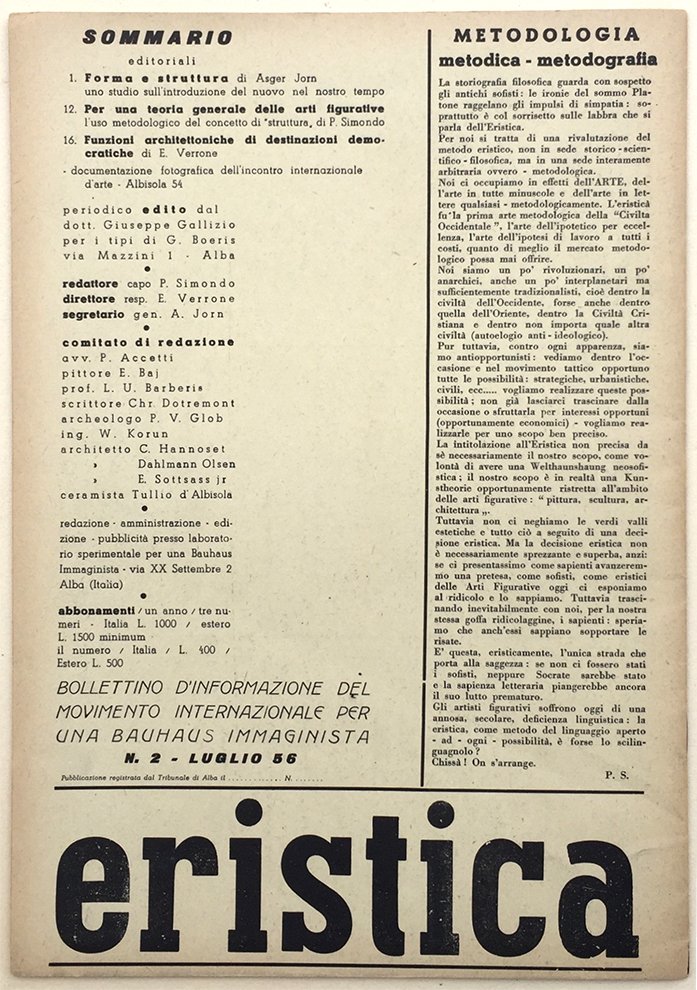 SOMMARIO
editoriali
1. Forma e struttura di Asger Jorn
uno studio sull'introduzione del nuovo nel nostro tempo
12. Per una teoria generale delle arti figurative
l'uso metodologico del concetto di "struttura, di P. Simondo
16. Funzioni architettoniche di destinazioni demo-
cratiche di E. Verrone
- documentazione fotografica dell'incontro internazionale
d'arte - Albisola 54
periodico edito dal
dott. Giuseppe Gallizio
per i tipi di G. Boeris
via Mazzini 1 - Alba
●
redattore capo P. Simondo
direttore resp. E. Verrone
segretario gen. A. Jorn
●
comitato di redazione
avv. P. Accetti
pittore E. Baj
prof. L. U. Barberis
scrittore Chr. Dotremont
archeologo P. V. Glob
ing. W. Korun
architetto C. Hannoset
» Dahlmann Olsen
» E. Sottsass jr
ceramista Tullio d'Albisola
●
redazione - amministrazione - edi-
zione - pubblicità presso laborato-
rio sperimentale per una Bauhaus
Immaginista - via XX Settembre 2
Alba (Italia)
●
abbonamenti / un anno / tre nu-
meri - Italia L. 1000 / estero
L. 1500 minimum
il numero / Italia / L. 400 /
Estero L. 500
BOLLETTINO D'INFORMAZIONE DEL
MOVIMENTO INTERNAZIONALE PER
UNA BAUHAUS IMMAGINISTA
N. 2 - LUGLIO 56
Pubblicazione registrata dal Tribunale di Alba il . . . . . . . . . . . . . N. . . . . . . .
METODOLOGIA
metodica - metodografia
La storiografia filosofica guarda con sospetto
gli antichi sofisti: le ironie del sommo Pla-
tone raggelano gli impulsi di simpatia: so-
prattutto è col sorrisetto sulle labbra che si
parla dell'Eristica.
Per noi si tratta di una rivalutazione del
metodo eristico, non in sede storico-scien-
tifico-filosofica, ma in una sede interamente
arbitraria ovvero - metodologica.
Noi ci occupiamo in effetti dell'ARTE, del-
l'arte in tutte minuscole e dell'arte in let-
tere qualsiasi - metodologicamente. L'eristica
fu la prima arte metodologica della "Civilta
Occidentale", l'arte dell'ipotetico per eccel-
lenza, l'arte dell'ipotesi di lavoro a tutti i
costi, quanto di meglio il mercato metodo-
logico possa mai offrire.
Noi siamo un po' rivoluzionari, un po'
anarchici, anche un po' interplanetari ma
sufficientemente tradizionalisti, cioè dentro la
civiltà dell'Occidente, forse anche dentro
quella dell'Oriente, dentro la Civiltà Cri-
stiana e dentro non importa quale altra
civiltà (autoelogio anti-ideologico).
Pur tuttavia, contro ogni apparenza, sia-
mo antiopportunisti: vediamo dentro l'oc-
casione e nel movimento tattico opportuno
tutte le possibilità: strategiche, urbanistiche,
civili, ecc..... vogliamo realizzare queste pos-
sibilità; non già lasciarci trascinare dalla
occasione o sfruttarla per interessi opportuni
(opportunamente economici) - vogliamo rea-
lizzarle per uno scopo ben preciso.
La intitolazione all'Eristica non precisa da
sè necessariamente il nostro scopo, come vo-
lontà di avere una Welthaunshaung neosofi-
stica; il nostro scopo è in realtà una Kun-
stheorie opportunamente ristretta all'ambito
delle arti figurative: "pittura, scultura, ar-
chitettura „.
Tuttavia non ci neghiamo le verdi valli
estetiche e tutto ciò a seguito di una deci-
sione eristica. Ma la decisione eristica non
è necessariamente sprezzante e superba, anzi:
se ci presentassimo come sapienti avanzerem-
mo una pretesa, come sofisti, come eristici
delle Arti Figurative oggi ci esponiamo
al ridicolo e lo sappiamo. Tuttavia trasci-
nando inevitabilmente con noi, per la nostra
stessa goffa ridicolaggine, i sapienti: speria-
mo che anch'essi sappiano sopportare le
risate.
E' questa, eristicamente, l'unica strada che
porta alla saggezza: se non ci fossero stati
i sofisti, neppure Socrate sarebbe stato
e la sapienza letteraria piangerebbe ancora
il suo lutto prematuro.
Gli artisti figurativi soffrono oggi di una
annosa, secolare, deficienza linguistica: la
eristica, come metodo del linguaggio aperto
- ad - ogni - possibilità, è forse lo scilin-
guagnolo?
Chissà! On s'arrange.
P. S.
eristica